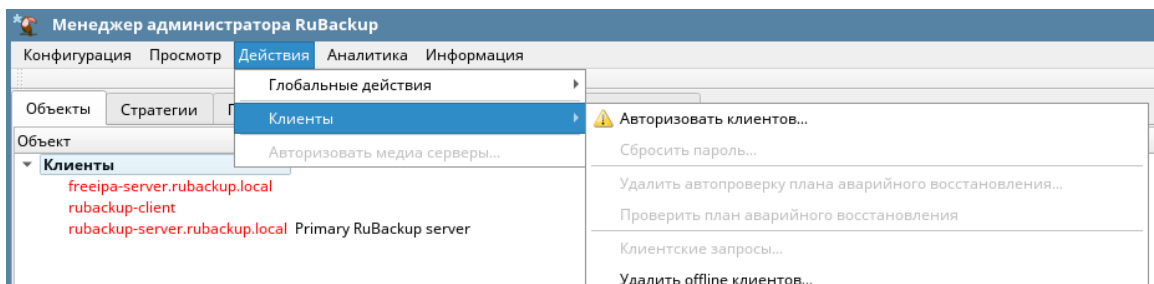 Менеджер администратора RuBackup
Конфигурация Просмотр Действия Аналитика Информация
Глобальные действия
Объекты Стратегии
Клиенты
Авторизовать клиентов...
Объект
Авторизовать медиа серверы...
Сбросить пароль...
Клиенты
freeipa-server.rubackup.local
Удалить автопроверку плана аварийного восстановления...
rubackup-client
Проверить план аварийного восстановления
rubackup-server.rubackup.local Primary RuBackup server
Клиентские запросы...
Удалить offline клиентов...